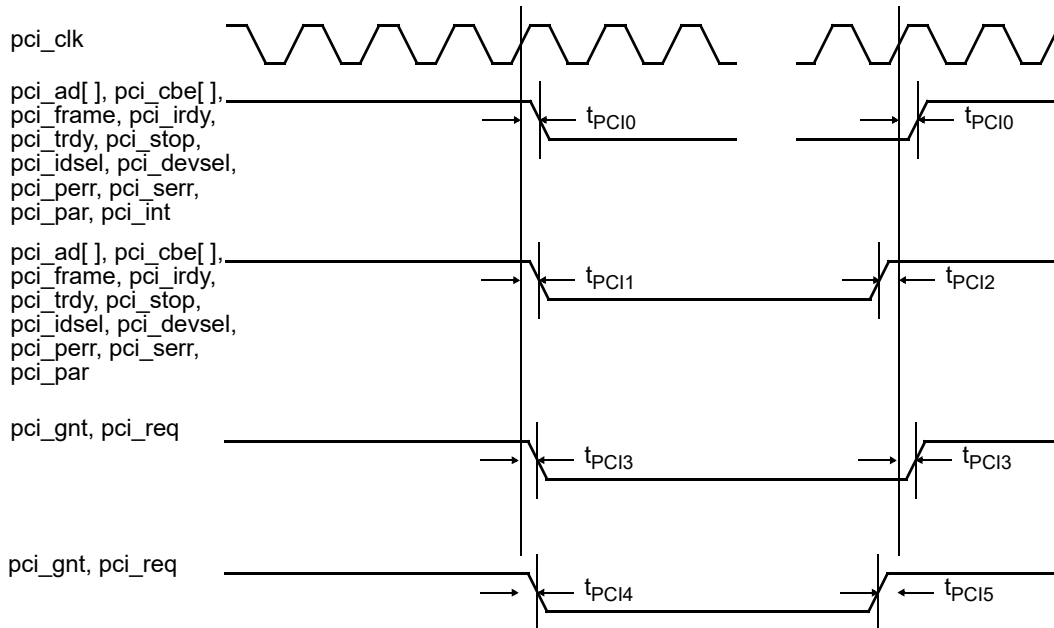 pci_clk
pci_ad[ ], pci_cbe[ ],
pci_frame, pci_irdy,
pci_trdy, pci_stop,
pci_idsel, pci_devsel,
pci_perr, pci_serr,
pci_par, pci_int
tPCI0
tPCI0
pci_ad[ ], pci_cbe[ ],
pci_frame, pci_irdy,
pci_trdy, pci_stop,
pci_idsel, pci_devsel,
pci_perr, pci_serr,
pci_par
tPCI1
tPCI2
pci_gnt, pci_req
tPCI3
tPCI3
pci_gnt, pci_req
tPCI4
tPCI5